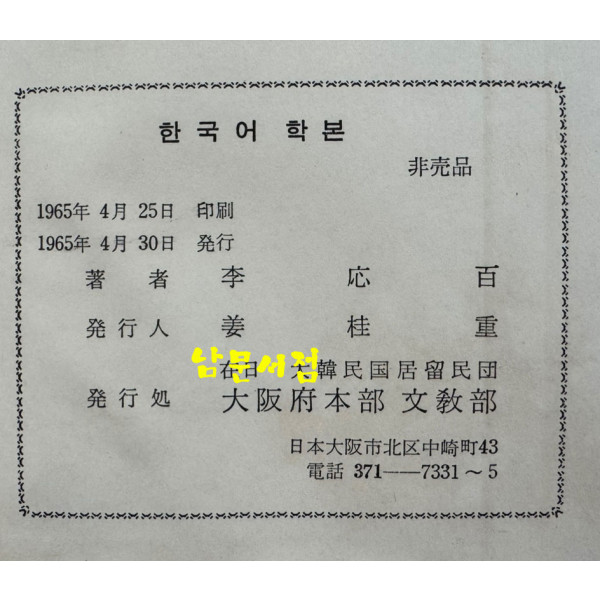 한국어 학본
非売品
1965年 4月 25日 印刷
1965年 4月 30日 発行
著者 李応百
発行人 姜桂重
在日 大韓民国居留民団
남문서점
発行処 大阪府本部 文教部
日本大阪市北区中崎町43
電話 371──7331～5